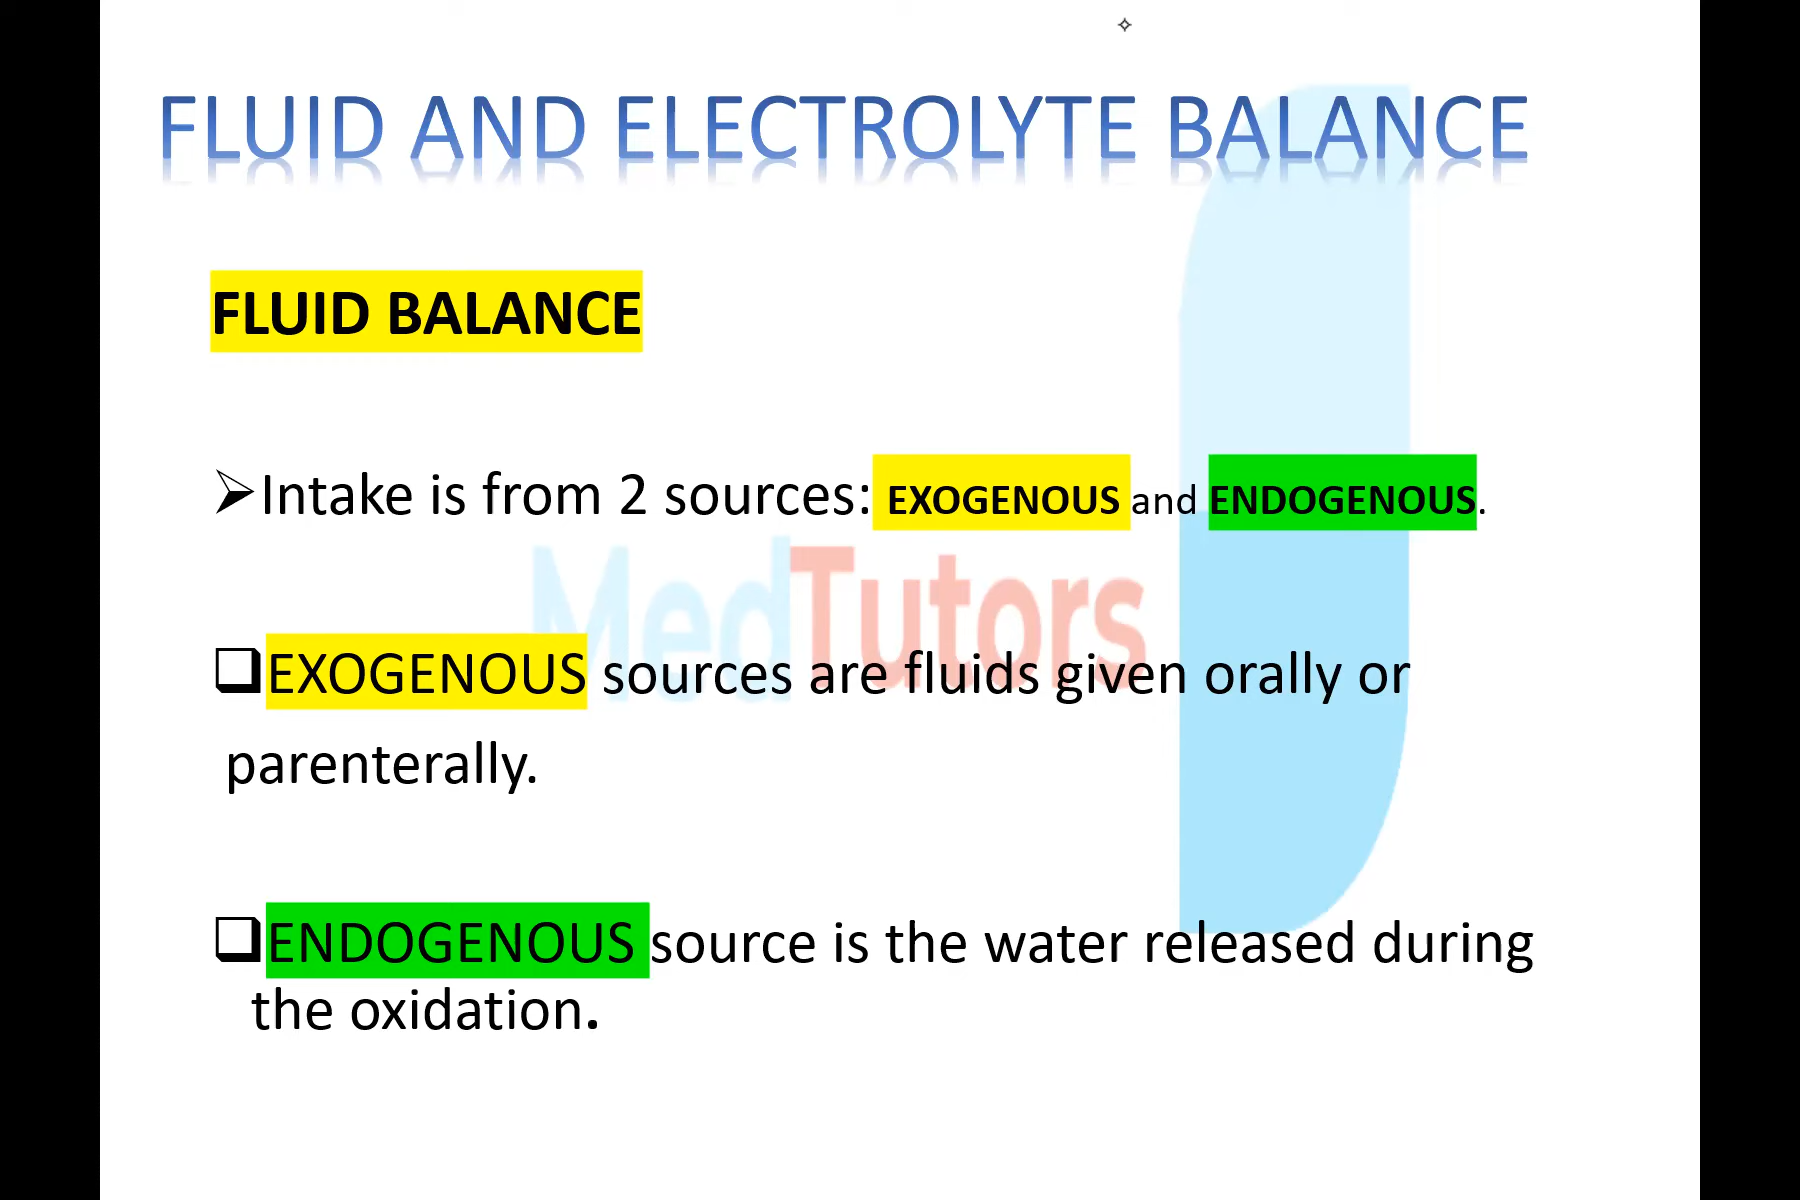 FLUID AND ELECTROLYTE BALANCE
FLUID BALANCE
➢Intake is from 2 sources: EXOGENOUS and ENDOGENOUS.
MedTutors
❑EXOGENOUS sources are fluids given orally or
parenterally.
❑ENDOGENOUS source is the water released during
the oxidation.